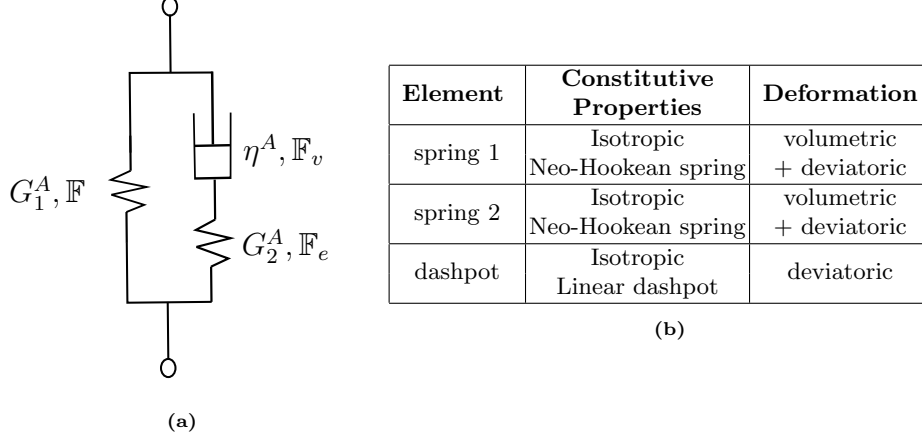 η^A, 𝔽_v
G_1^A, 𝔽
G_2^A, 𝔽_e
(a)
Element Constitutive Properties Deformation
spring 1 Isotropic Neo-Hookean spring volumetric + deviatoric
spring 2 Isotropic Neo-Hookean spring volumetric + deviatoric
dashpot Isotropic Linear dashpot deviatoric
(b)